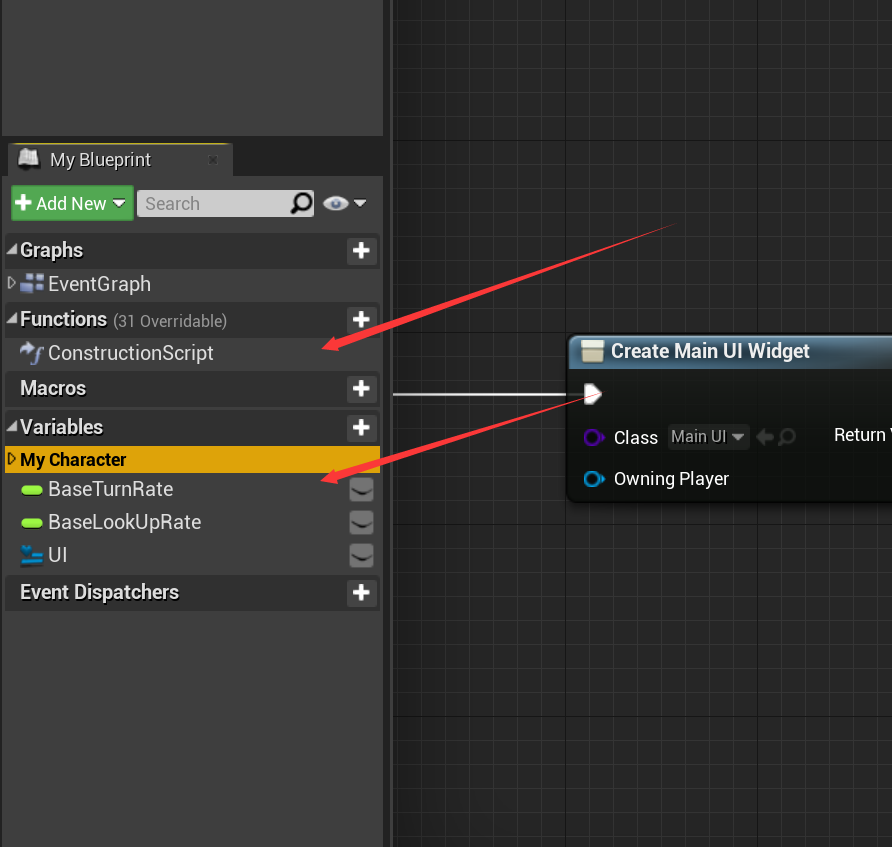 My Blueprint
Add New
Search
Graphs
EventGraph
Functions (31 Overridable)
ConstructionScript
Macros
Variables
My Character
BaseTurnRate
BaseLookUpRate
UI
Event Dispatchers
Create Main UI Widget
Class Main UI
Return
Owning Player